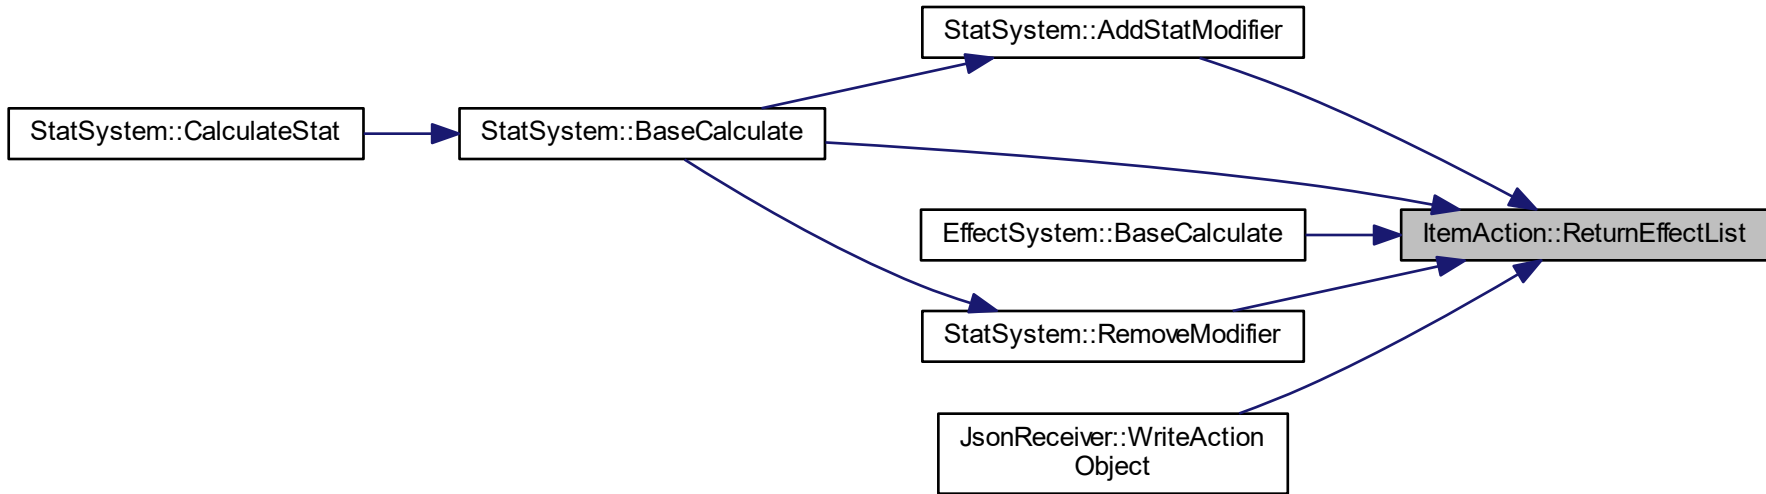 StatSystem::AddStatModifier
StatSystem::CalculateStat
StatSystem::BaseCalculate
EffectSystem::BaseCalculate
ItemAction::ReturnEffectList
StatSystem::RemoveModifier
JsonReceiver::WriteAction
Object